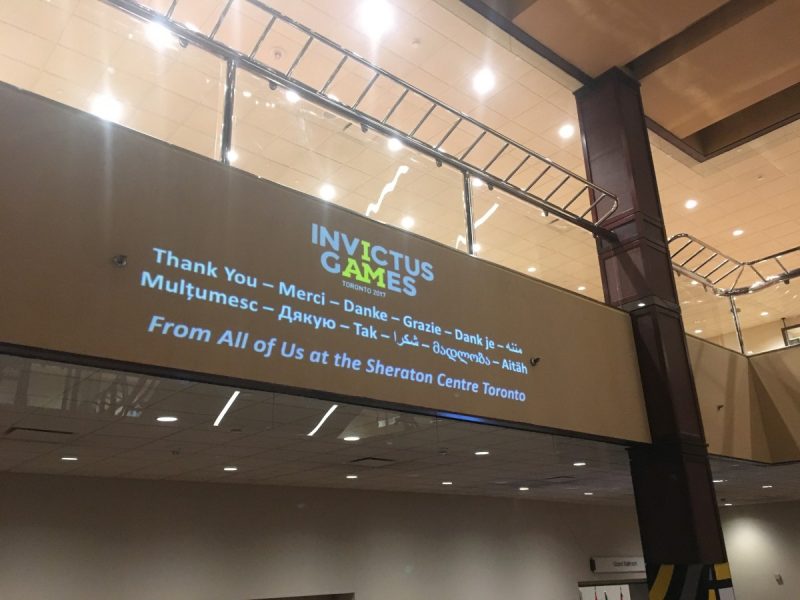 INVICTUS
GAMES
TORONTO 2017
Thank You – Merci – Danke – Grazie – Dank je – مننه
Mulțumesc – Дякую – Tak – شكرا – მადლობა – Aitäh
From All of Us at the Sheraton Centre Toronto